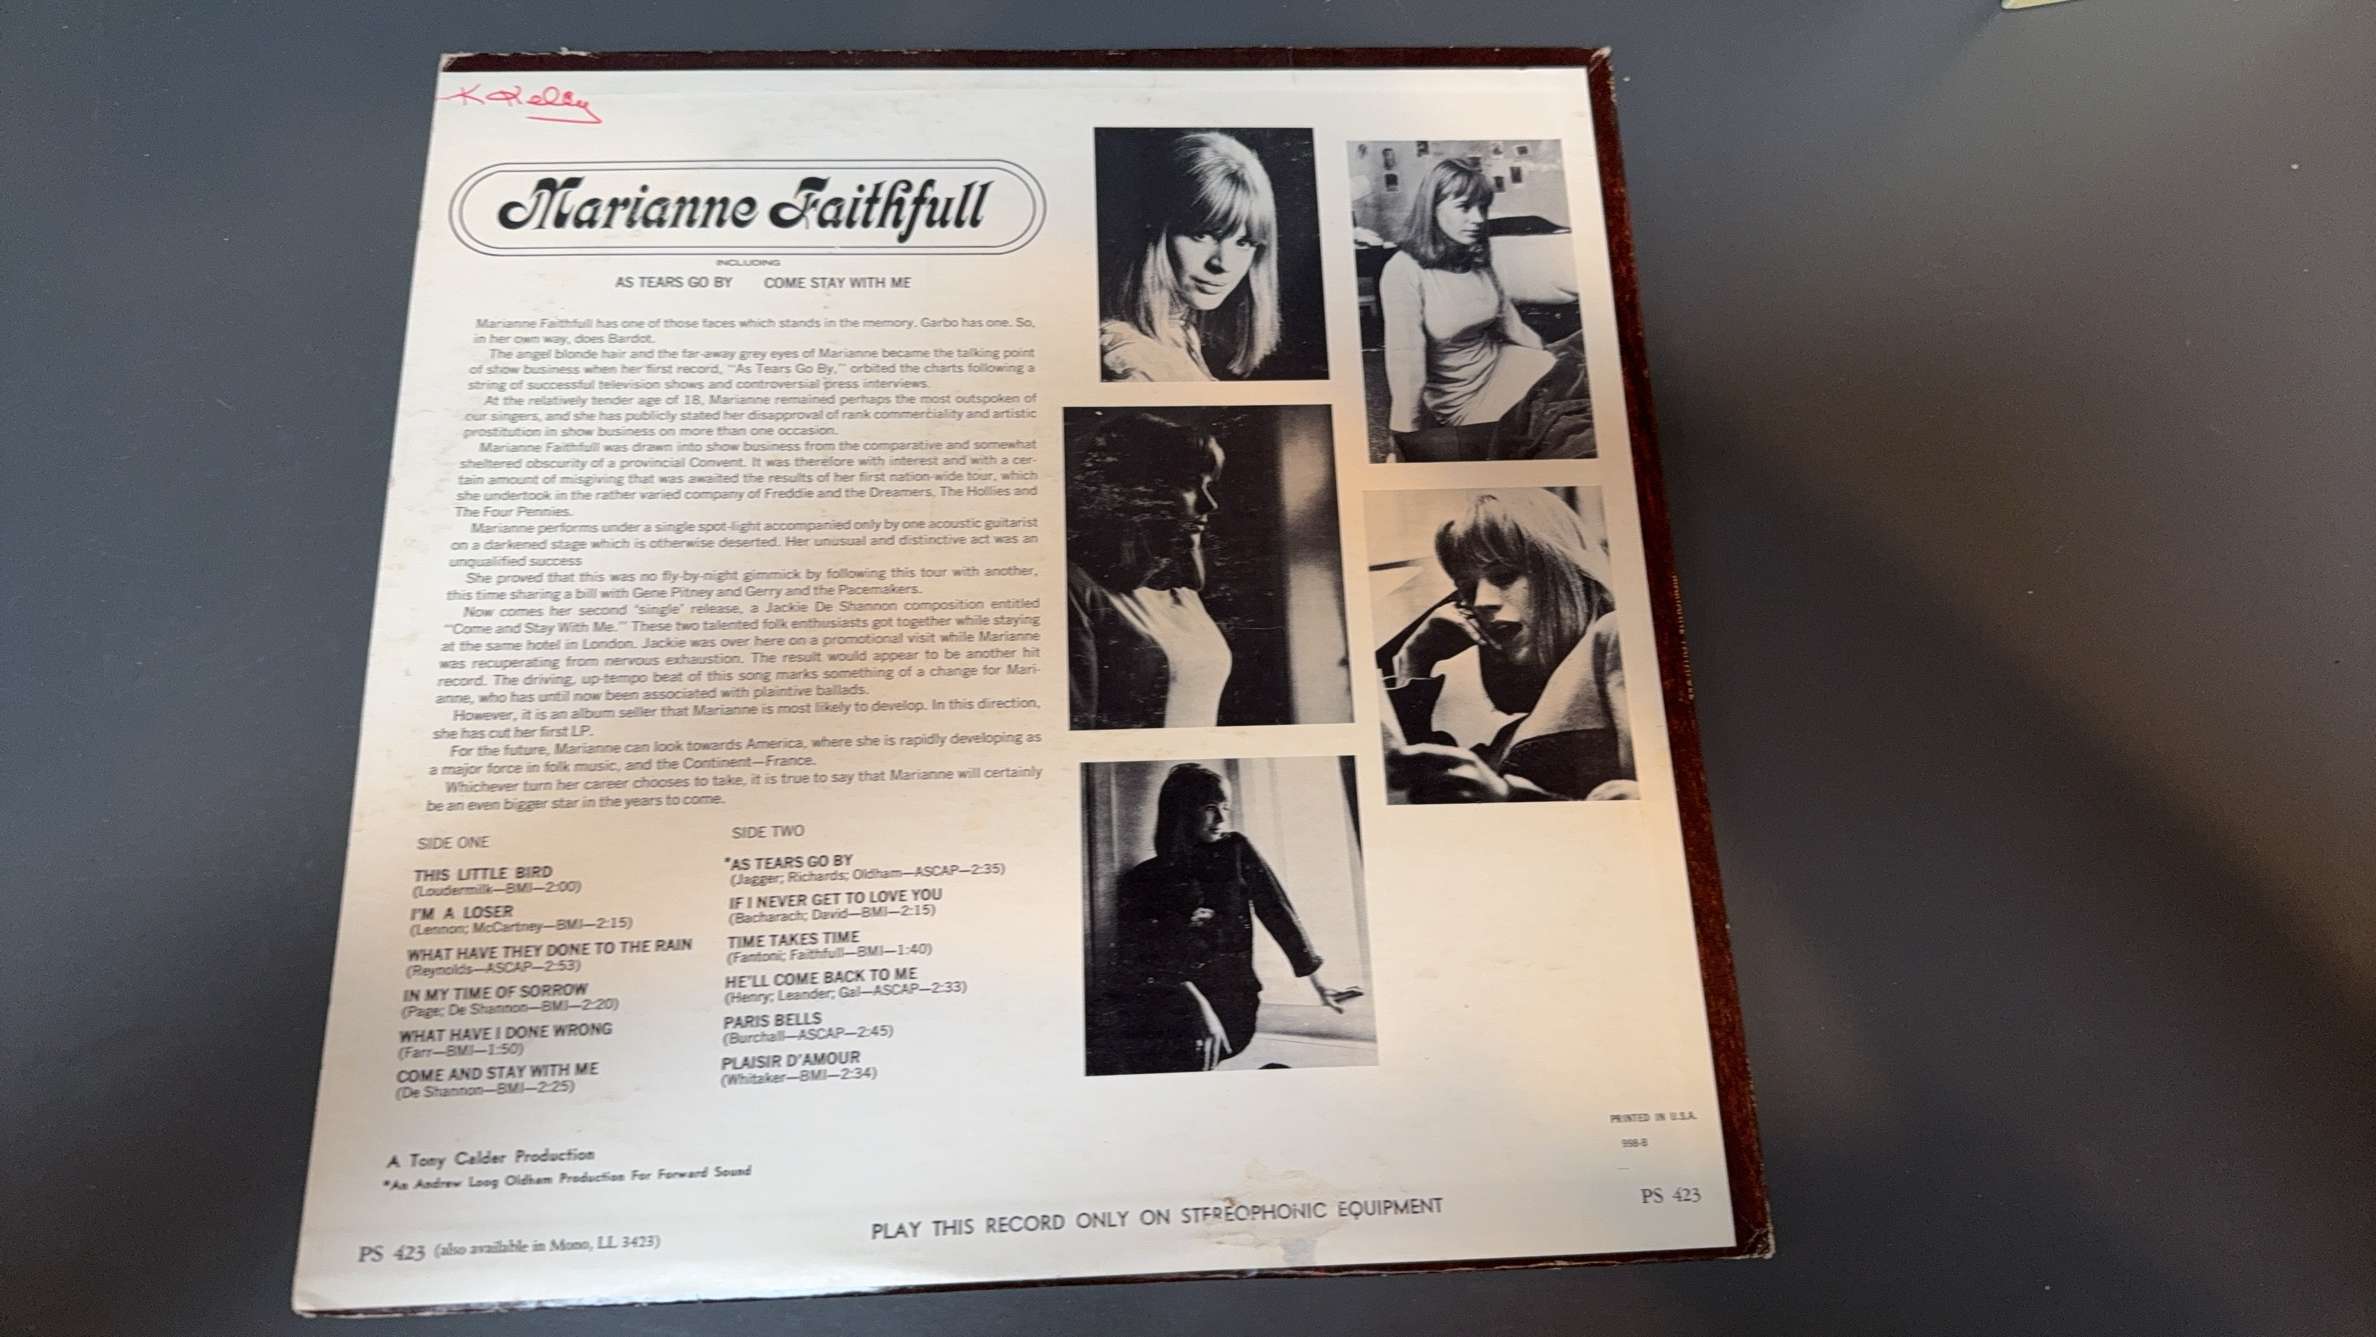 K Kelly
Marianne Faithfull
INCLUDING
AS TEARS GO BY COME STAY WITH ME
Marianne Faithfull has one of those faces which stands in the memory. Garbo has one. So,
in her own way, does Bardot.
The angel blonde hair and the far-away grey eyes of Marianne became the talking point
of show business when her first record, "As Tears Go By," orbited the charts following a
string of successful television shows and controversial press interviews.
At the relatively tender age of 18, Marianne remained perhaps the most outspoken of
our singers, and she has publicly stated her disapproval of rank commerciality and artistic
prostitution in show business on more than one occasion.
Marianne Faithfull was drawn into show business from the comparative and somewhat
sheltered obscurity of a provincial Convent. It was therefore with interest and with a cer-
tain amount of misgiving that was awaited the results of her first nation-wide tour, which
she undertook in the rather varied company of Freddie and the Dreamers, The Hollies and
The Four Pennies.
Marianne performs under a single spot-light accompanied only by one acoustic guitarist
on a darkened stage which is otherwise deserted. Her unusual and distinctive act was an
unqualified success
She proved that this was no fly-by-night gimmick by following this tour with another,
this time sharing a bill with Gene Pitney and Gerry and the Pacemakers.
Now comes her second 'single' release, a Jackie De Shannon composition entitled
"Come and Stay With Me." These two talented folk enthusiasts got together while staying
at the same hotel in London. Jackie was over here on a promotional visit while Marianne
was recuperating from nervous exhaustion. The result would appear to be another hit
record. The driving, up-tempo beat of this song marks something of a change for Mari-
anne, who has until now been associated with plaintive ballads.
However, it is an album seller that Marianne is most likely to develop. In this direction,
she has cut her first LP.
For the future, Marianne can look towards America, where she is rapidly developing as
a major force in folk music, and the Continent—France.
Whichever turn her career chooses to take, it is true to say that Marianne will certainly
be an even bigger star in the years to come.
SIDE ONE
THIS LITTLE BIRD
(Loudermilk—BMI—2:00)
I'M A LOSER
(Lennon; McCartney—BMI—2:15)
WHAT HAVE THEY DONE TO THE RAIN
(Reynolds—ASCAP—2:53)
IN MY TIME OF SORROW
(Page; De Shannon—BMI—2:20)
WHAT HAVE I DONE WRONG
(Farr—BMI—1:50)
COME AND STAY WITH ME
(De Shannon—BMI—2:25)
SIDE TWO
*AS TEARS GO BY
(Jagger; Richards; Oldham—ASCAP—2:35)
IF I NEVER GET TO LOVE YOU
(Bacharach; David—BMI—2:15)
TIME TAKES TIME
(Fantoni; Faithfull—BMI—1:40)
HE'LL COME BACK TO ME
(Henry; Leander; Gal—ASCAP—2:33)
PARIS BELLS
(Burchall—ASCAP—2:45)
PLAISIR D'AMOUR
(Whitaker—BMI—2:34)
A Tony Calder Production
*An Andrew Loog Oldham Production For Forward Sound
PS 423 (also available in Mono, LL 3423)
PLAY THIS RECORD ONLY ON STEREOPHONIC EQUIPMENT
PRINTED IN U.S.A.
998-B
PS 423